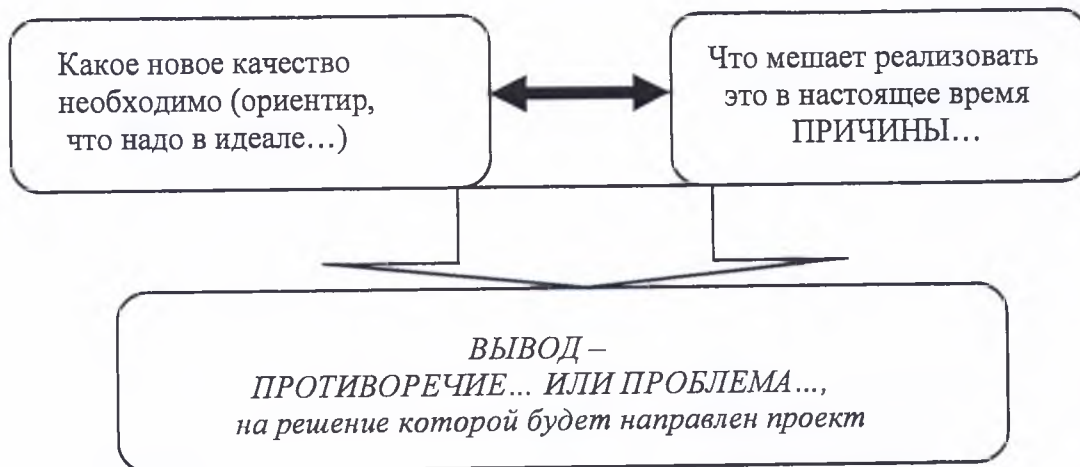 Какое новое качество
необходимо (ориентир,
что надо в идеале...)
Что мешает реализовать
это в настоящее время
ПРИЧИНЫ...
ВЫВОД –
ПРОТИВОРЕЧИЕ... ИЛИ ПРОБЛЕМА...,
на решение которой будет направлен проект